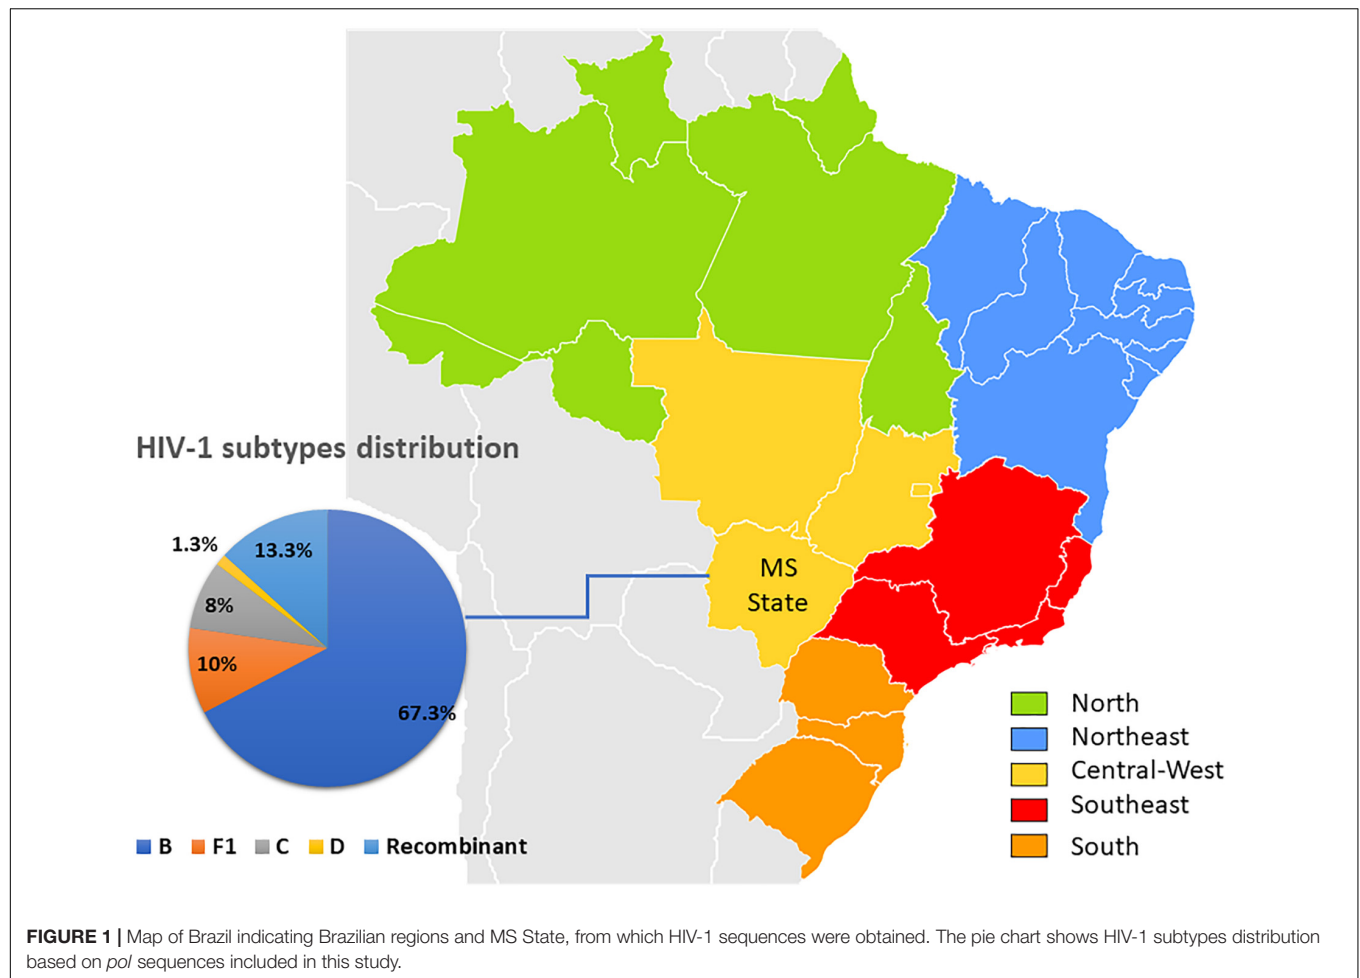 HIV-1 subtypes distribution
1.3%
13.3%
8%
10%
67.3%
B F1 C D Recombinant
MS
State
North
Northeast
Central-West
Southeast
South
FIGURE 1 | Map of Brazil indicating Brazilian regions and MS State, from which HIV-1 sequences were obtained. The pie chart shows HIV-1 subtypes distribution
based on pol sequences included in this study.